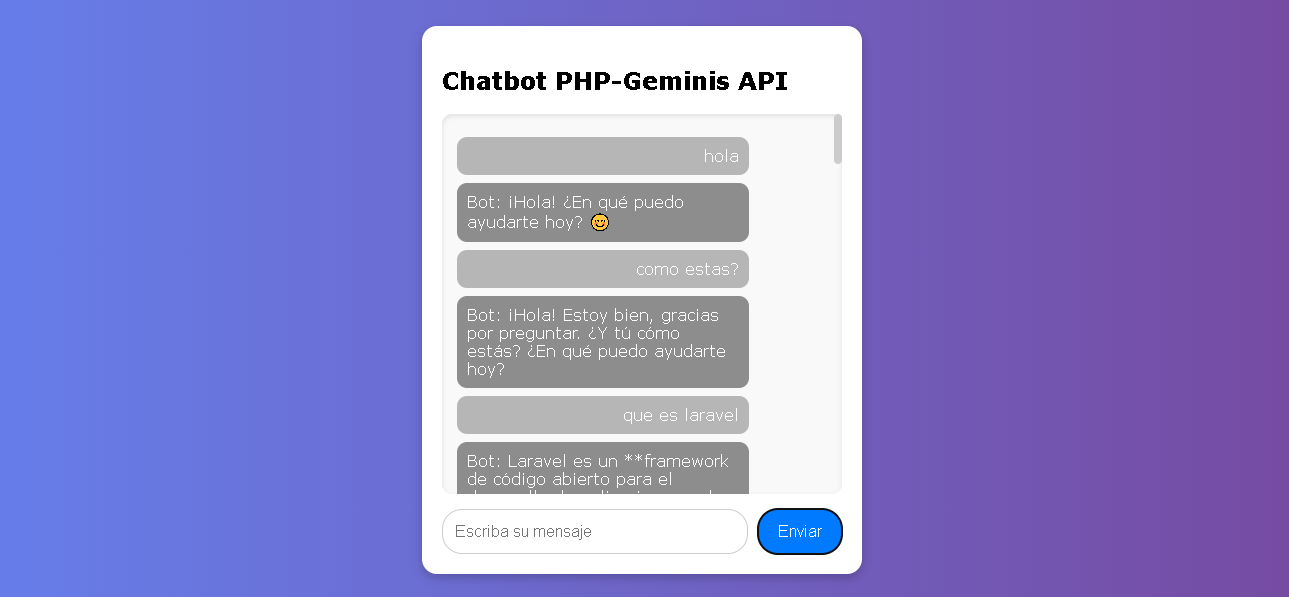 Chatbot PHP-Geminis API
hola
Bot: ¡Hola! ¿En qué puedo
ayudarte hoy? 😊
como estas?
Bot: ¡Hola! Estoy bien, gracias
por preguntar. ¿Y tú cómo
estás? ¿En qué puedo ayudarte
hoy?
que es laravel
Bot: Laravel es un **framework
de código abierto para el
Escriba su mensaje
Enviar